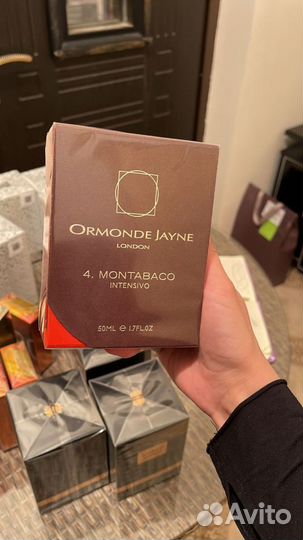 ORMONDE JAYNE
LONDON
4. MONTABACO
INTENSIVO
50ML e 1.7FL.OZ
Avito